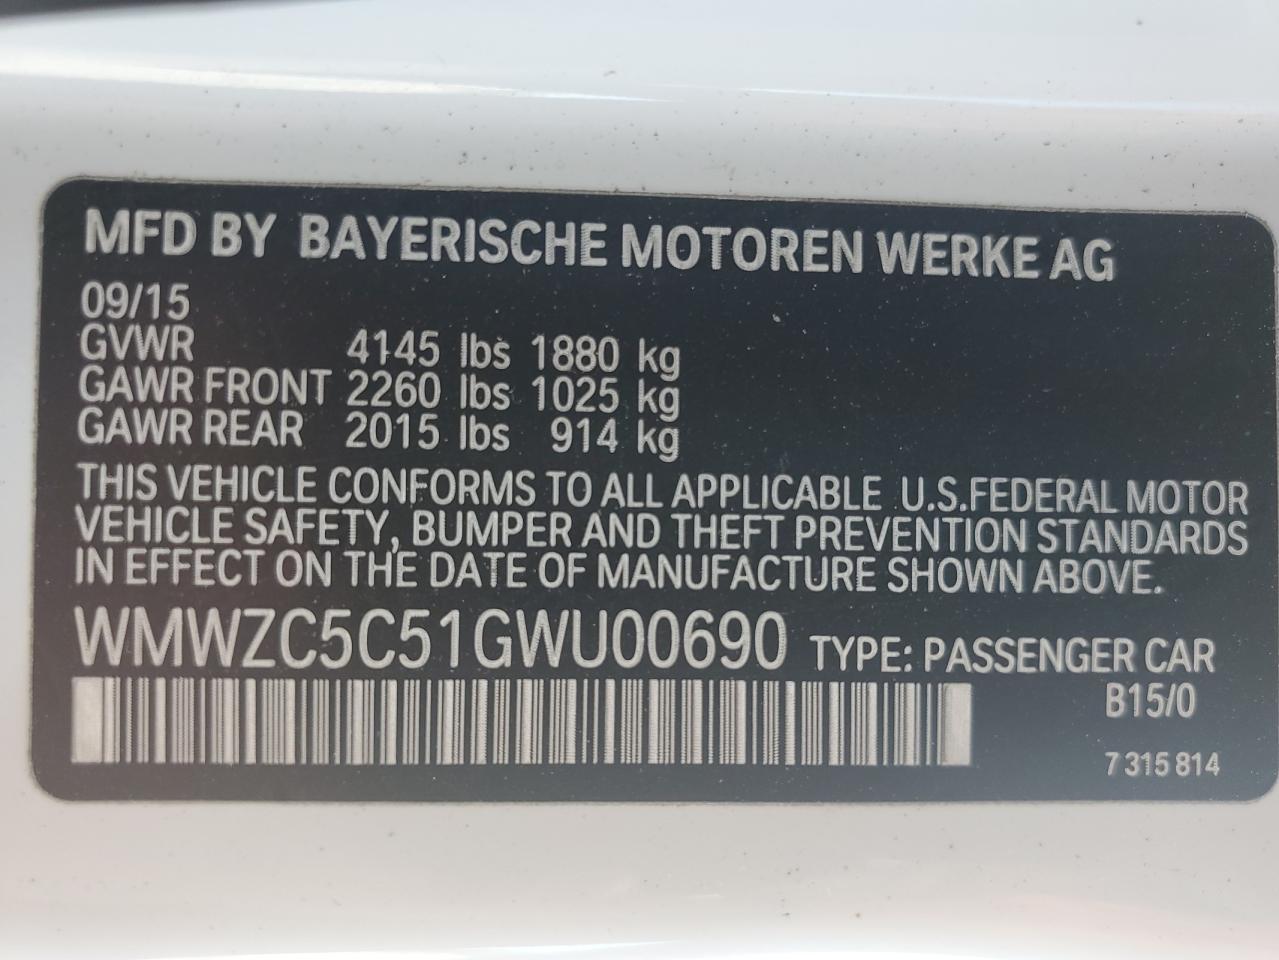 MFD BY BAYERISCHE MOTOREN WERKE AG
09/15
GVWR 4145 lbs 1880 kg
GAWR FRONT 2260 lbs 1025 kg
GAWR REAR 2015 lbs 914 kg
THIS VEHICLE CONFORMS TO ALL APPLICABLE U.S.FEDERAL MOTOR
VEHICLE SAFETY, BUMPER AND THEFT PREVENTION STANDARDS
IN EFFECT ON THE DATE OF MANUFACTURE SHOWN ABOVE.
WMWZC5C51GWU00690 TYPE: PASSENGER CAR
B15/0
7 315 814